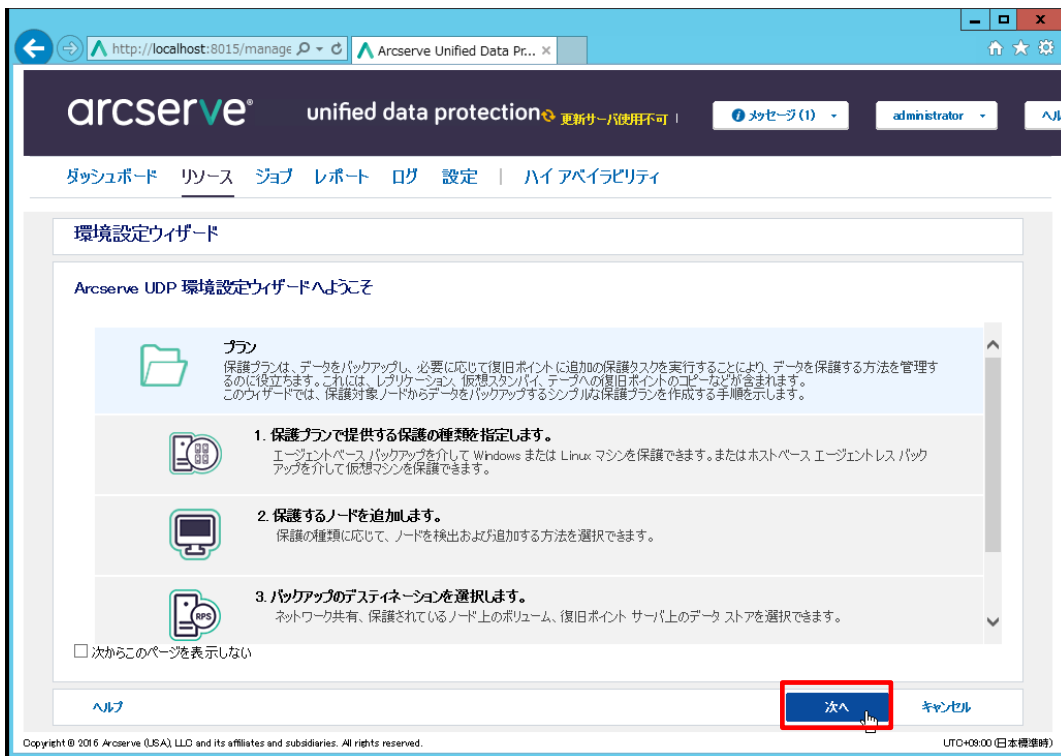 http://localhost:8015/manage
Arcserve Unified Data Pr... ×
arcserve®
unified data protection 更新サーバ使用不可 |
メッセージ (1)
administrator
ダッシュボード リソース ジョブ レポート ログ 設定 | ハイ アベイラビリティ
環境設定ウィザード
Arcserve UDP 環境設定ウィザードへようこそ
プラン
保護プランは、データをバックアップし、必要に応じて復旧ポイントに追加の保護タスクを実行することにより、データを保護する方法を管理す
るのに役立ちます。これには、レプリケーション、仮想スタンバイ、テープへの復旧ポイントのコピーなどが含まれます。
このウィザードでは、保護対象ノードからデータをバックアップするシンプルな保護プランを作成する手順を示します。
1. 保護プランで提供する保護の種類を指定します。
エージェントベース バックアップを介して Windows または Linux マシンを保護できます。またはホストベース エージェントレス バック
アップを介して仮想マシンを保護できます。
2. 保護するノードを追加します。
保護の種類に応じて、ノードを検出および追加する方法を選択できます。
3. バックアップのデスティネーションを選択します。
RPS
ネットワーク共有、保護されているノード上のボリューム、復旧ポイント サーバ上のデータ ストアを選択できます。
次からこのページを表示しない
ヘルプ
次へ
キャンセル
Copyright © 2016 Arcserve (USA), LLC and its affiliates and subsidiaries. All rights reserved.
UTC+09:00 (日本標準時)